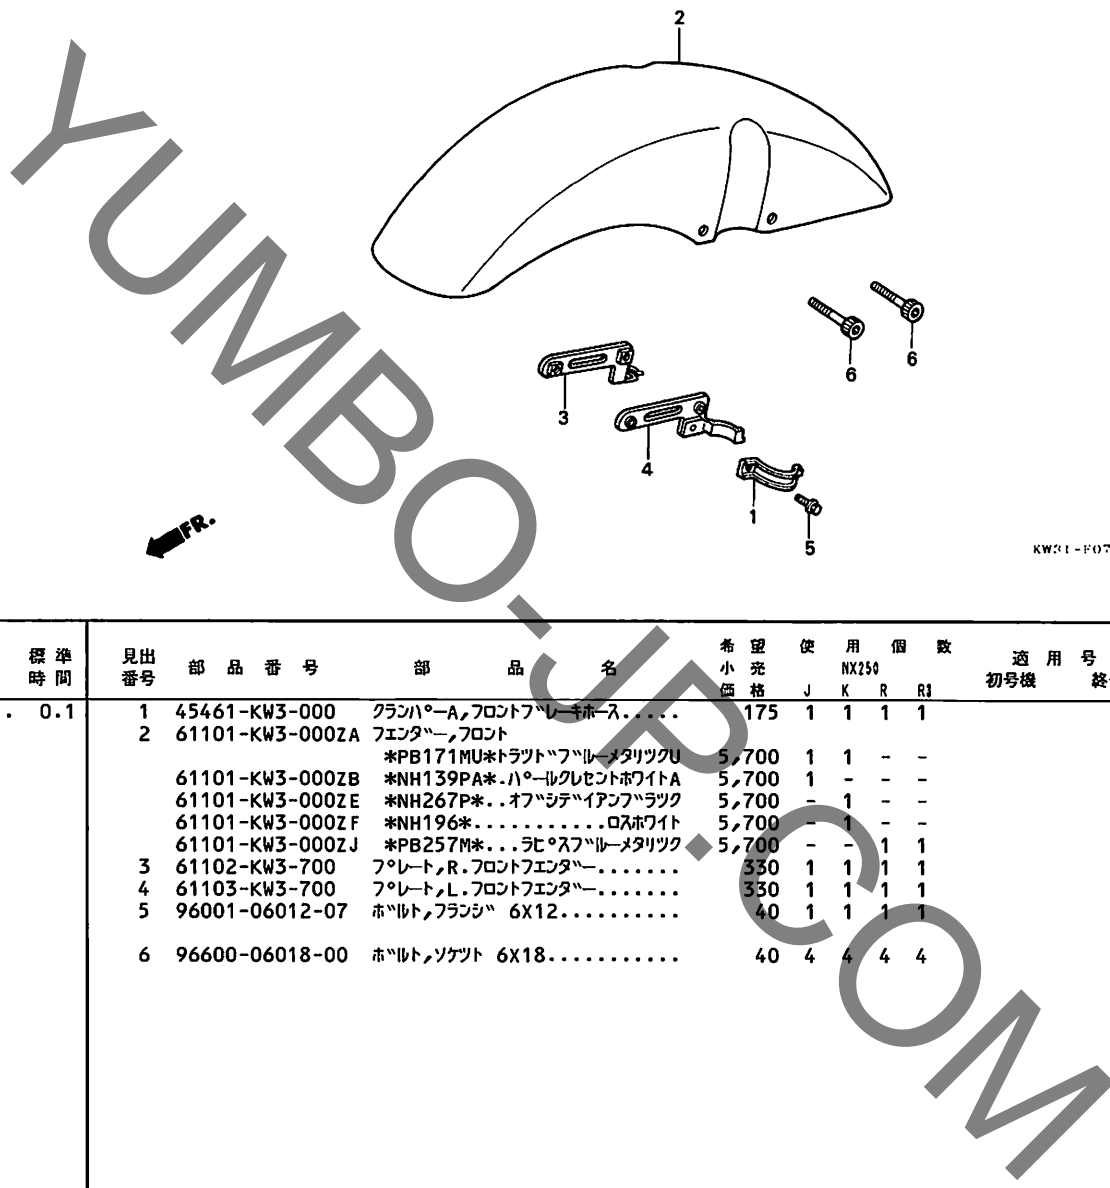 2
6
6
3
4
1
5
FR.
KW31-F07
標準時間 見出番号 部品番号 部品名 希望小売価格 使用個数 NX250 J K R R3 適用号 初号機 終
. 0.1 1 45461-KW3-000 クランパーA,フロントブレーキホース..... 175 1 1 1 1
2 61101-KW3-000ZA フエンダー,フロント
*PB171MU*トラツドブルーメタリツクU 5,700 1 1 - -
61101-KW3-000ZB *NH139PA*.パールクレセントホワイトA 5,700 1 - - -
61101-KW3-000ZE *NH267P*..オブシデイアンブラツク 5,700 - 1 - -
61101-KW3-000ZF *NH196*............ロスホワイト 5,700 - 1 - -
61101-KW3-000ZJ *PB257M*...ラピスブルーメタリツク 5,700 - - 1 1
3 61102-KW3-700 プレート,R.フロントフエンダー....... 330 1 1 1 1
4 61103-KW3-700 プレート,L.フロントフエンダー....... 330 1 1 1 1
5 96001-06012-07 ボルト,フランジ 6X12.......... 40 1 1 1 1
6 96600-06018-00 ボルト,ソケツト 6X18........... 40 4 4 4 4
YUMBO-JP.COM